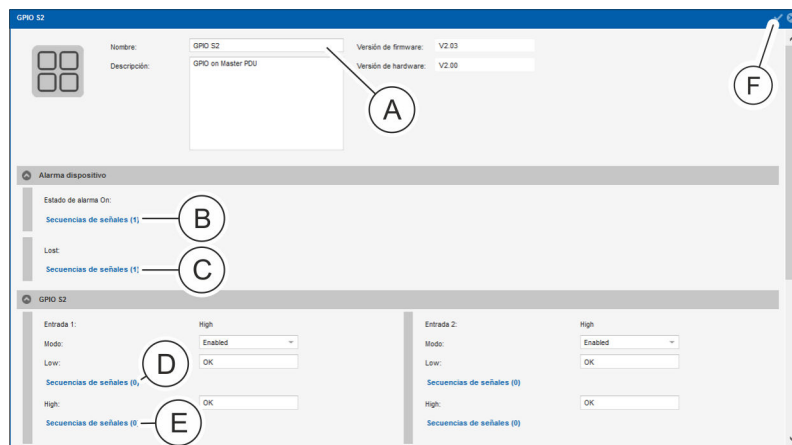 GPIO S2
Nombre: GPIO S2 Versión de firmware: V2.03
Descripción: GPIO on Master PDU Versión de hardware: V2.00
F
A
Alarma dispositivo
Estado de alarma On:
Secuencias de señales (1)
B
Lost:
Secuencias de señales (1)
C
GPIO S2
Entrada 1: High Entrada 2: High
Modo: Enabled Modo: Enabled
Low: OK Low: OK
D
Secuencias de señales (0) Secuencias de señales (0)
High: OK High: OK
Secuencias de señales (0 Secuencias de señales (0)
E